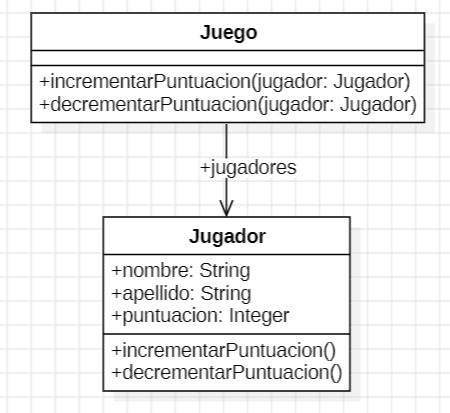 Juego
+incrementarPuntuacion(jugador: Jugador)
+decrementarPuntuacion(jugador: Jugador)
+jugadores
Jugador
+nombre: String
+apellido: String
+puntuacion: Integer
+incrementarPuntuacion()
+decrementarPuntuacion()